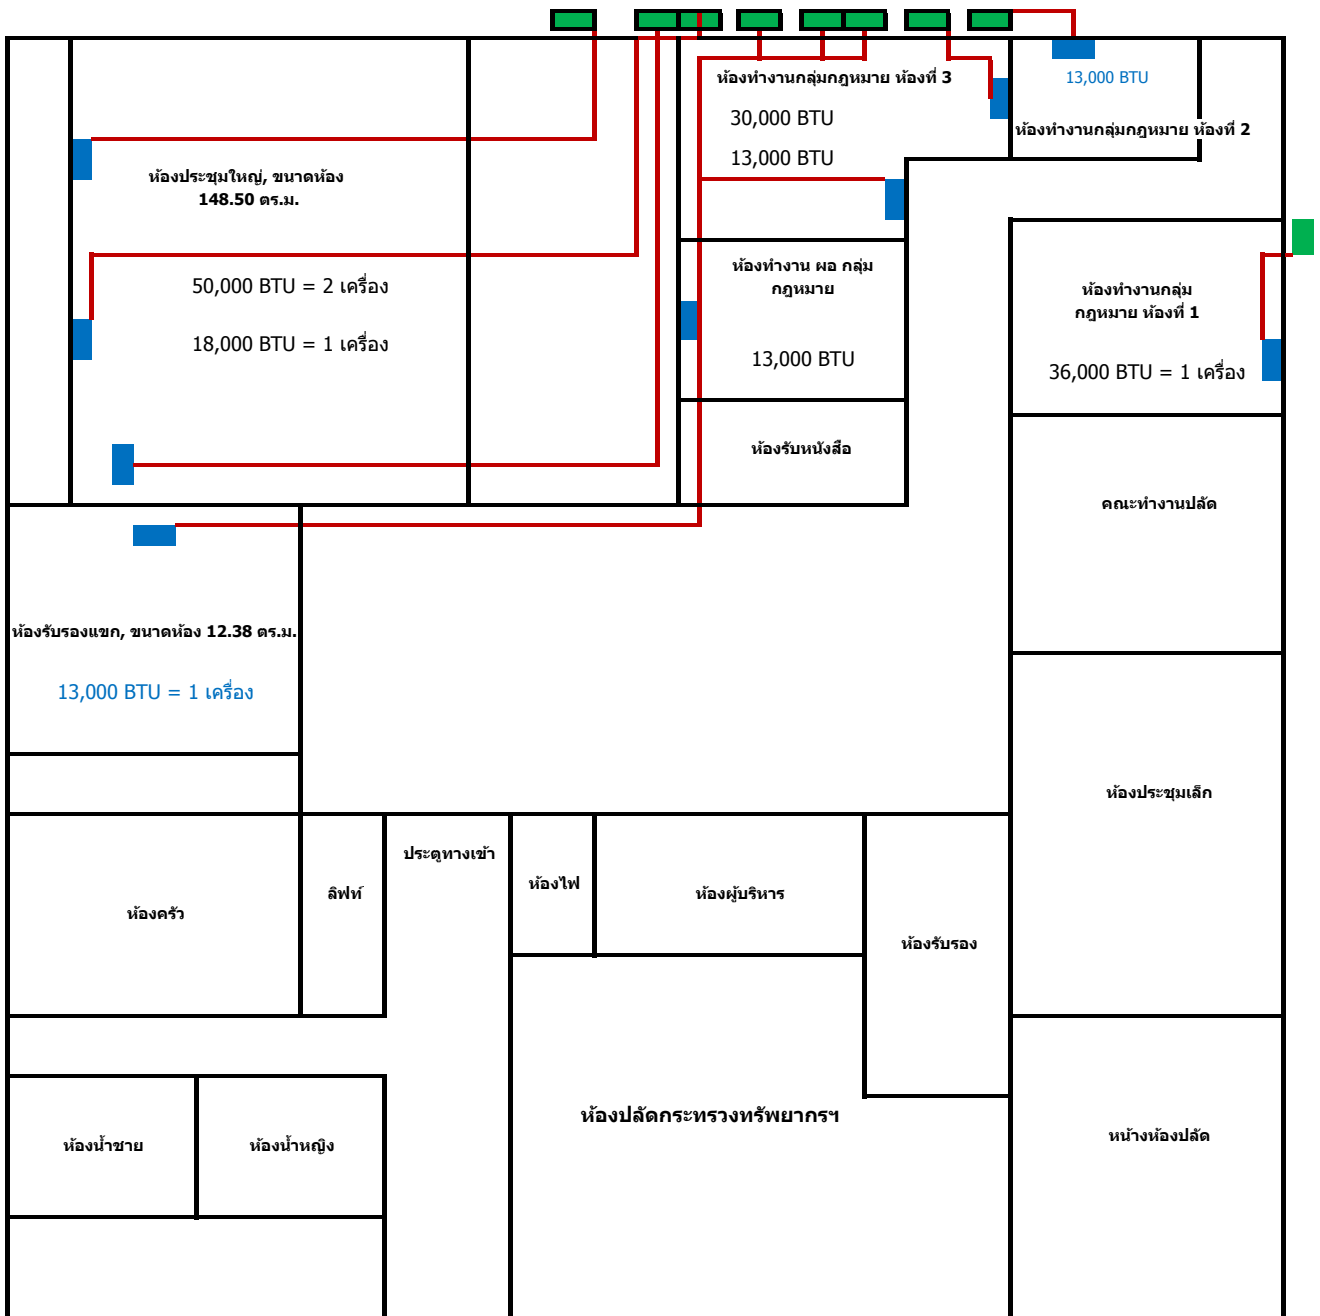 ห้องประชุมใหญ่, ขนาดห้อง
148.50 ตร.ม.
50,000 BTU = 2 เครื่อง
18,000 BTU = 1 เครื่อง
ห้องทำงานกลุ่มกฎหมาย ห้องที่ 3
30,000 BTU
13,000 BTU
13,000 BTU
ห้องทำงานกลุ่มกฎหมาย ห้องที่ 2
ห้องทำงาน ผอ กลุ่ม
กฎหมาย
13,000 BTU
ห้องทำงานกลุ่ม
กฎหมาย ห้องที่ 1
36,000 BTU = 1 เครื่อง
ห้องรับหนังสือ
คณะทำงานปลัด
ห้องรับรองแขก, ขนาดห้อง 12.38 ตร.ม.
13,000 BTU = 1 เครื่อง
ห้องประชุมเล็ก
ห้องครัว
ลิฟท์
ประตูทางเข้า
ห้องไฟ
ห้องผู้บริหาร
ห้องรับรอง
ห้องน้ำชาย
ห้องน้ำหญิง
ห้องปลัดกระทรวงทรัพยากรฯ
หน้างห้องปลัด